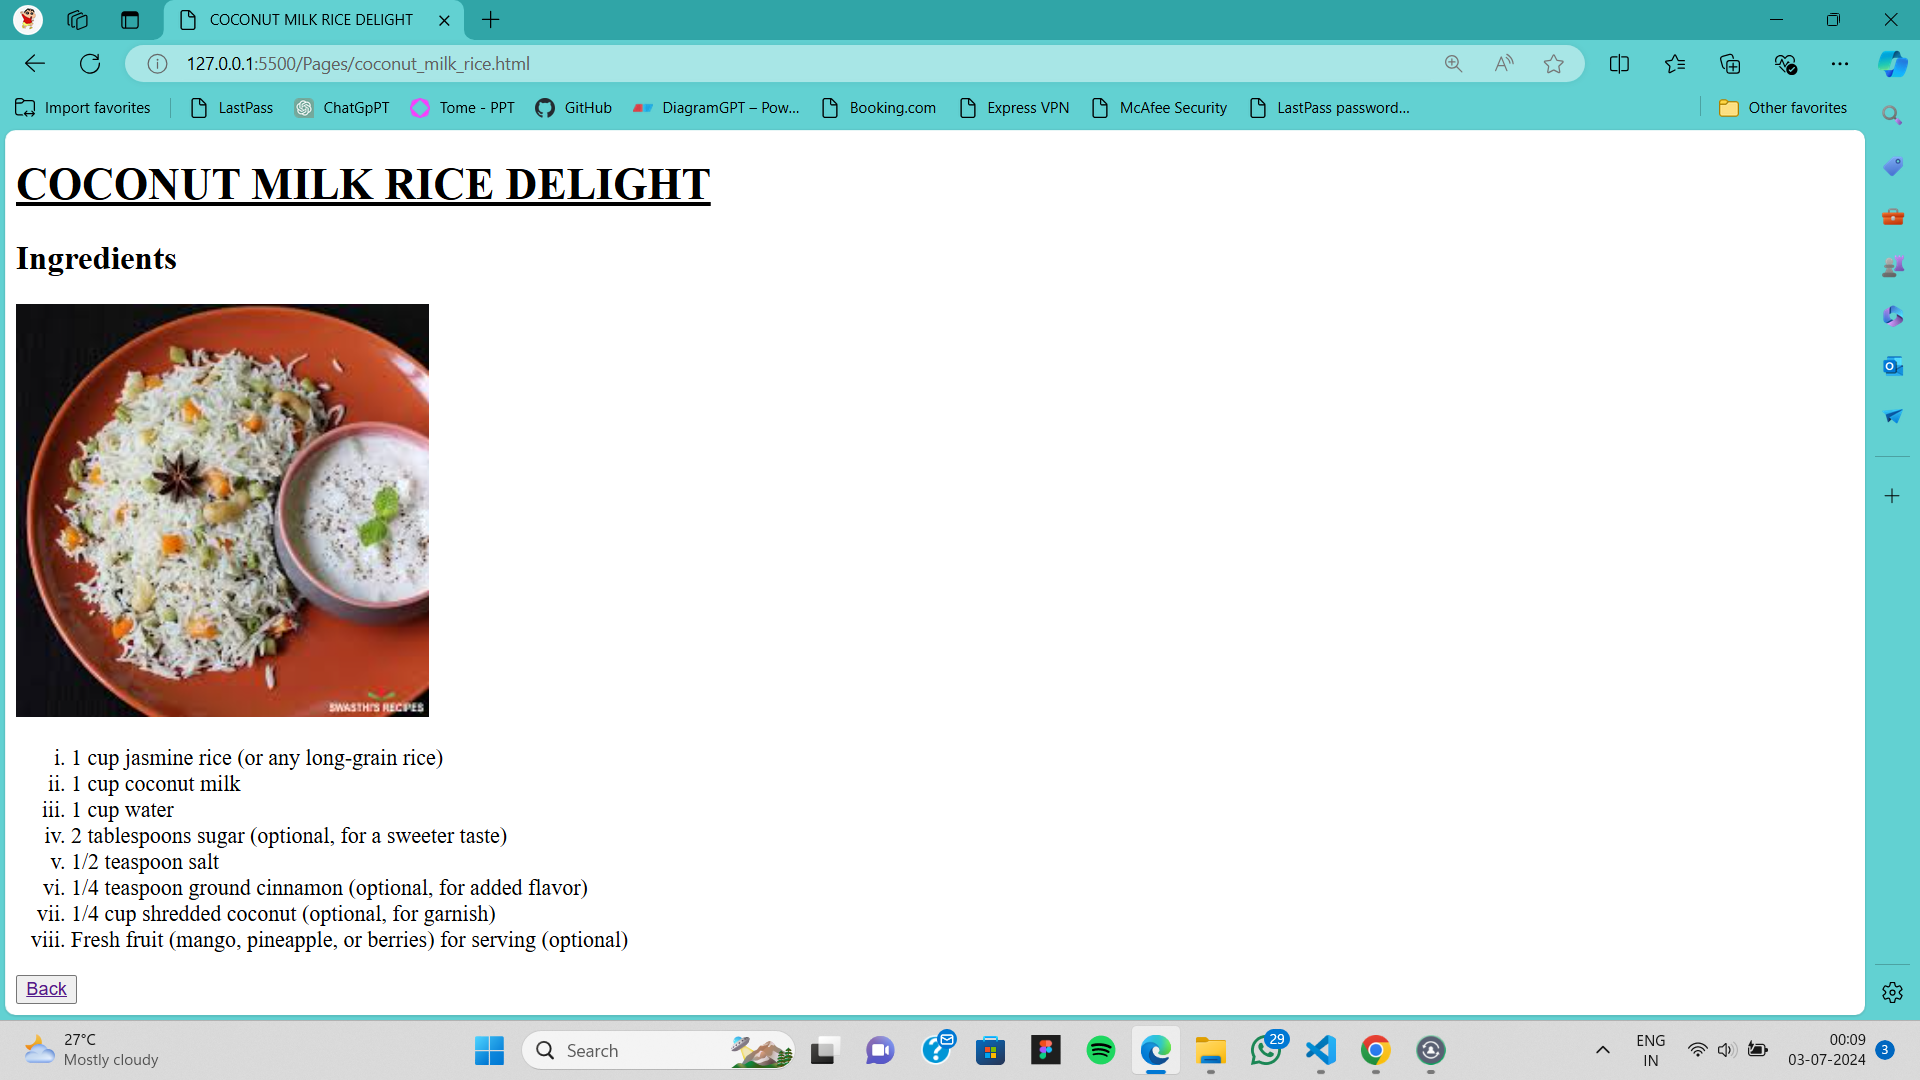 COCONUT MILK RICE DELIGHT
127.0.0.1:5500/Pages/coconut_milk_rice.html
Import favorites LastPass ChatGpPT Tome - PPT GitHub DiagramGPT – Pow... Booking.com Express VPN McAfee Security LastPass password... Other favorites
COCONUT MILK RICE DELIGHT
Ingredients
SWASTHI'S RECIPES
i. 1 cup jasmine rice (or any long-grain rice)
ii. 1 cup coconut milk
iii. 1 cup water
iv. 2 tablespoons sugar (optional, for a sweeter taste)
v. 1/2 teaspoon salt
vi. 1/4 teaspoon ground cinnamon (optional, for added flavor)
vii. 1/4 cup shredded coconut (optional, for garnish)
viii. Fresh fruit (mango, pineapple, or berries) for serving (optional)
Back
27°C
Mostly cloudy
Search
29
ENG
IN
00:09
03-07-2024
3